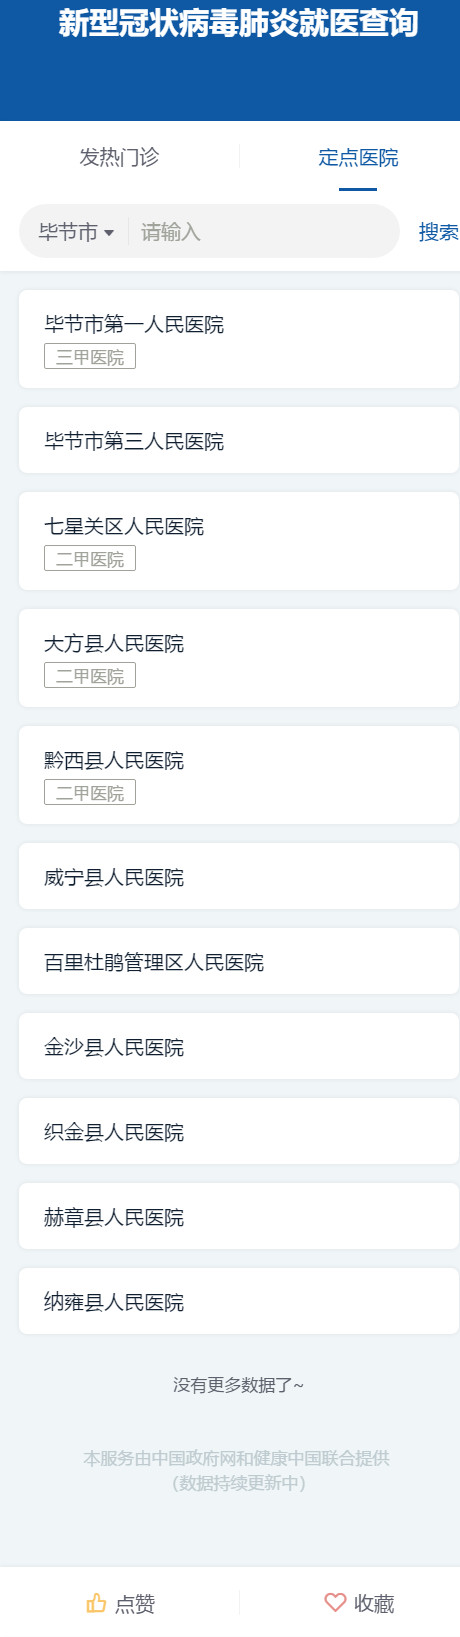 新型冠状病毒肺炎就医查询
发热门诊
定点医院
毕节市
请输入
搜索
毕节市第一人民医院
三甲医院
毕节市第三人民医院
七星关区人民医院
二甲医院
大方县人民医院
二甲医院
黔西县人民医院
二甲医院
威宁县人民医院
百里杜鹃管理区人民医院
金沙县人民医院
织金县人民医院
赫章县人民医院
纳雍县人民医院
没有更多数据了~
本服务由中国政府网和健康中国联合提供
（数据持续更新中）
点赞
收藏